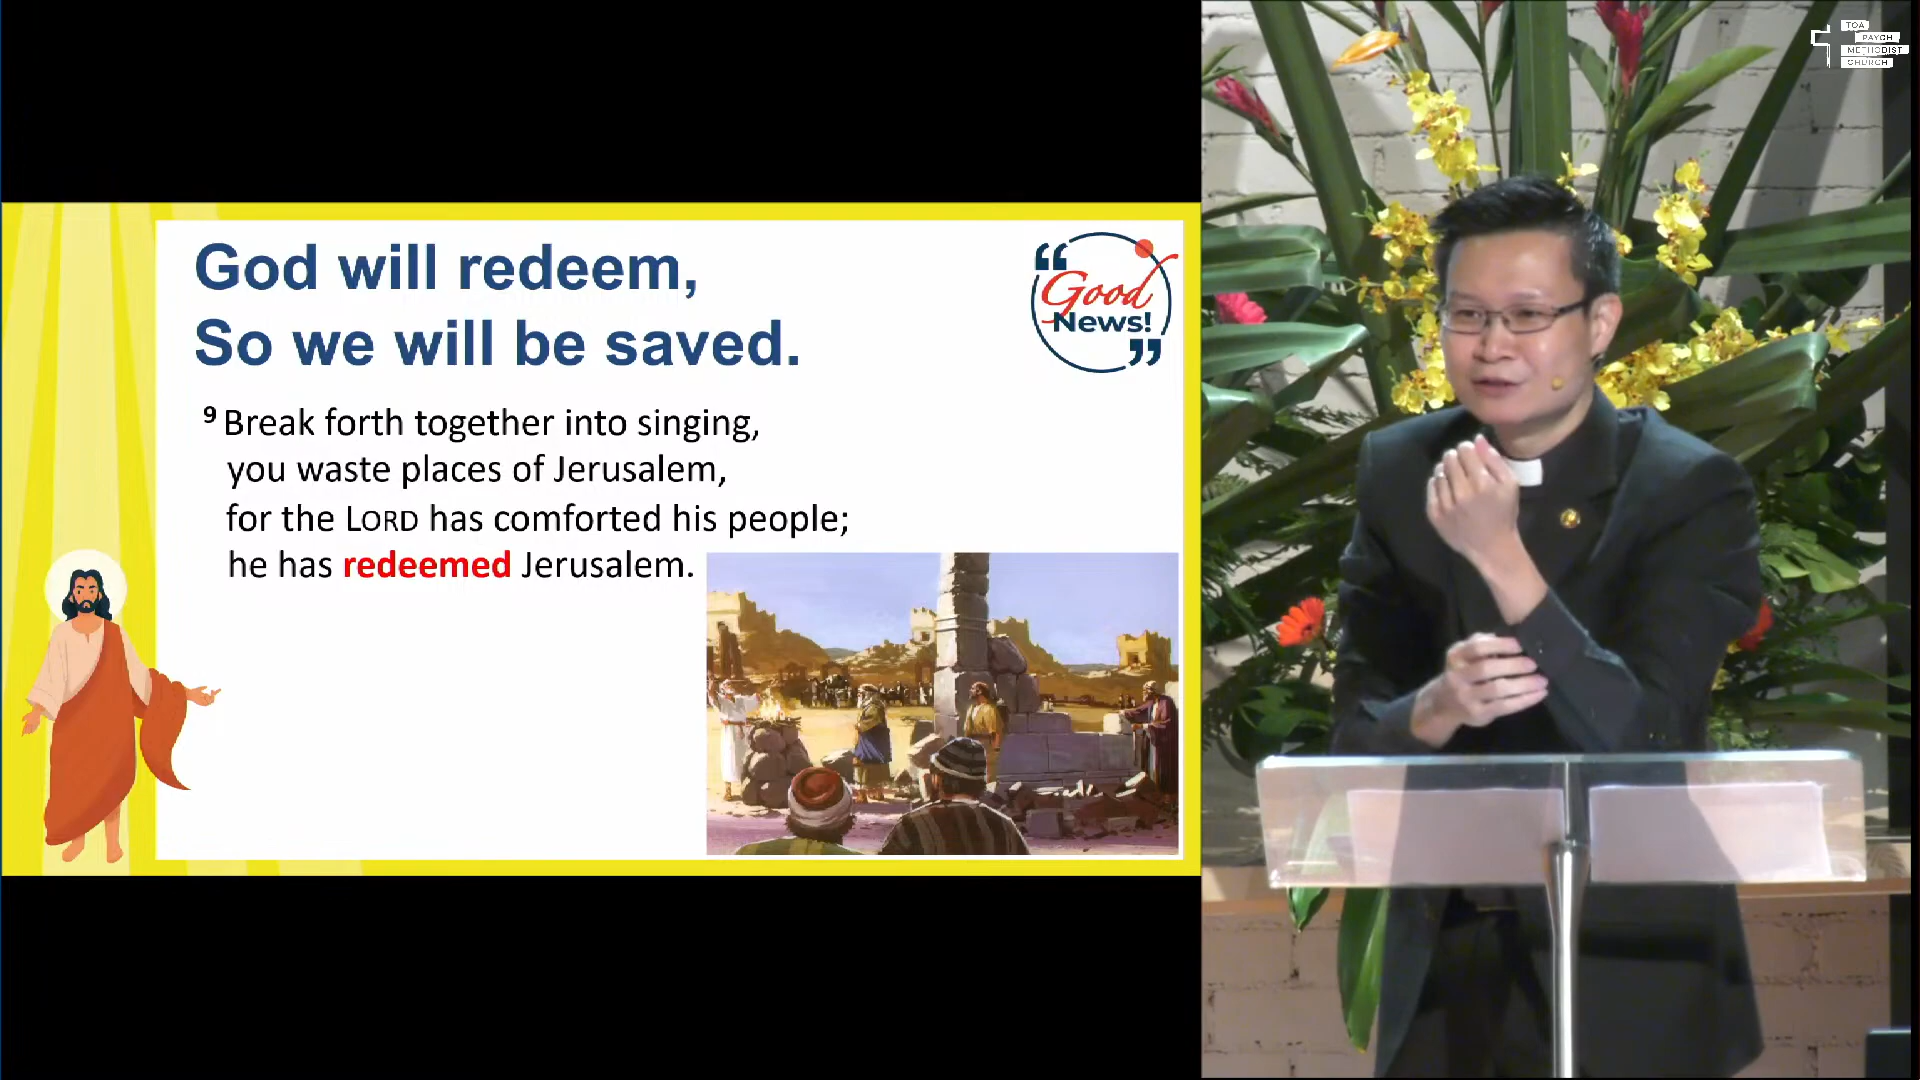 God will redeem,
So we will be saved.
“Good
News!”
9 Break forth together into singing,
you waste places of Jerusalem,
for the LORD has comforted his people;
he has redeemed Jerusalem.
TOA
PAYOH
METHODIST
CHURCH